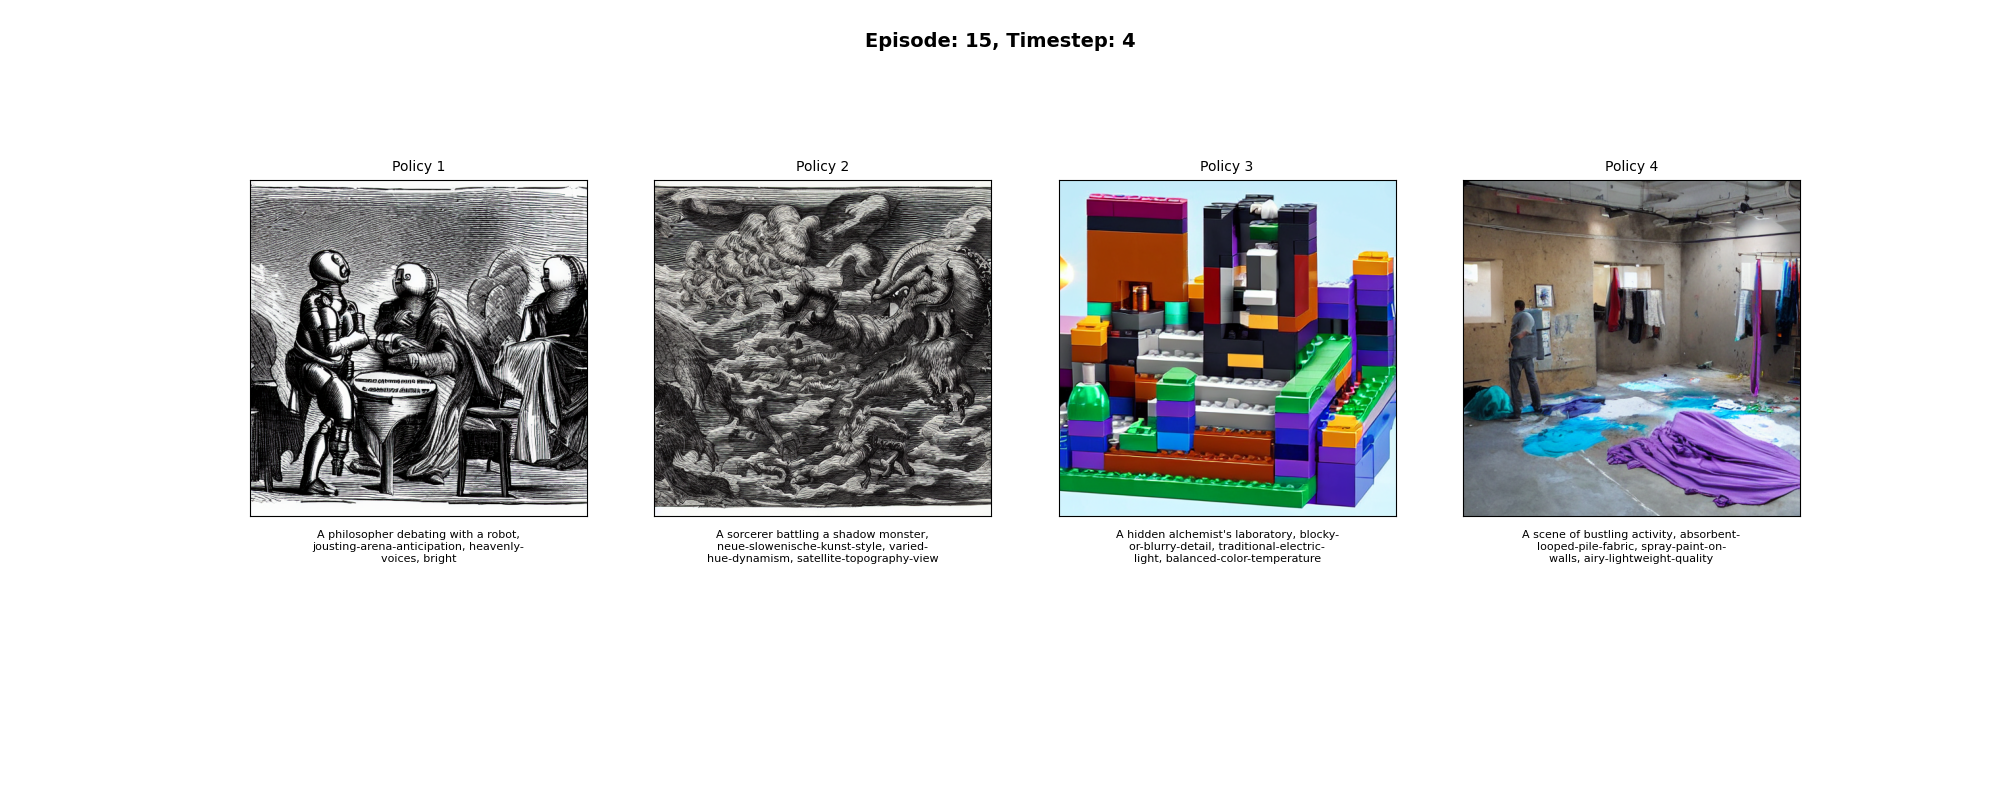 Episode: 15, Timestep: 4
Policy 1
Policy 2
Policy 3
Policy 4
A philosopher debating with a robot,
jousting-arena-anticipation, heavenly-
voices, bright
A sorcerer battling a shadow monster,
neue-slowenische-kunst-style, varied-
hue-dynamism, satellite-topography-view
A hidden alchemist's laboratory, blocky-
or-blurry-detail, traditional-electric-
light, balanced-color-temperature
A scene of bustling activity, absorbent-
looped-pile-fabric, spray-paint-on-
walls, airy-lightweight-quality